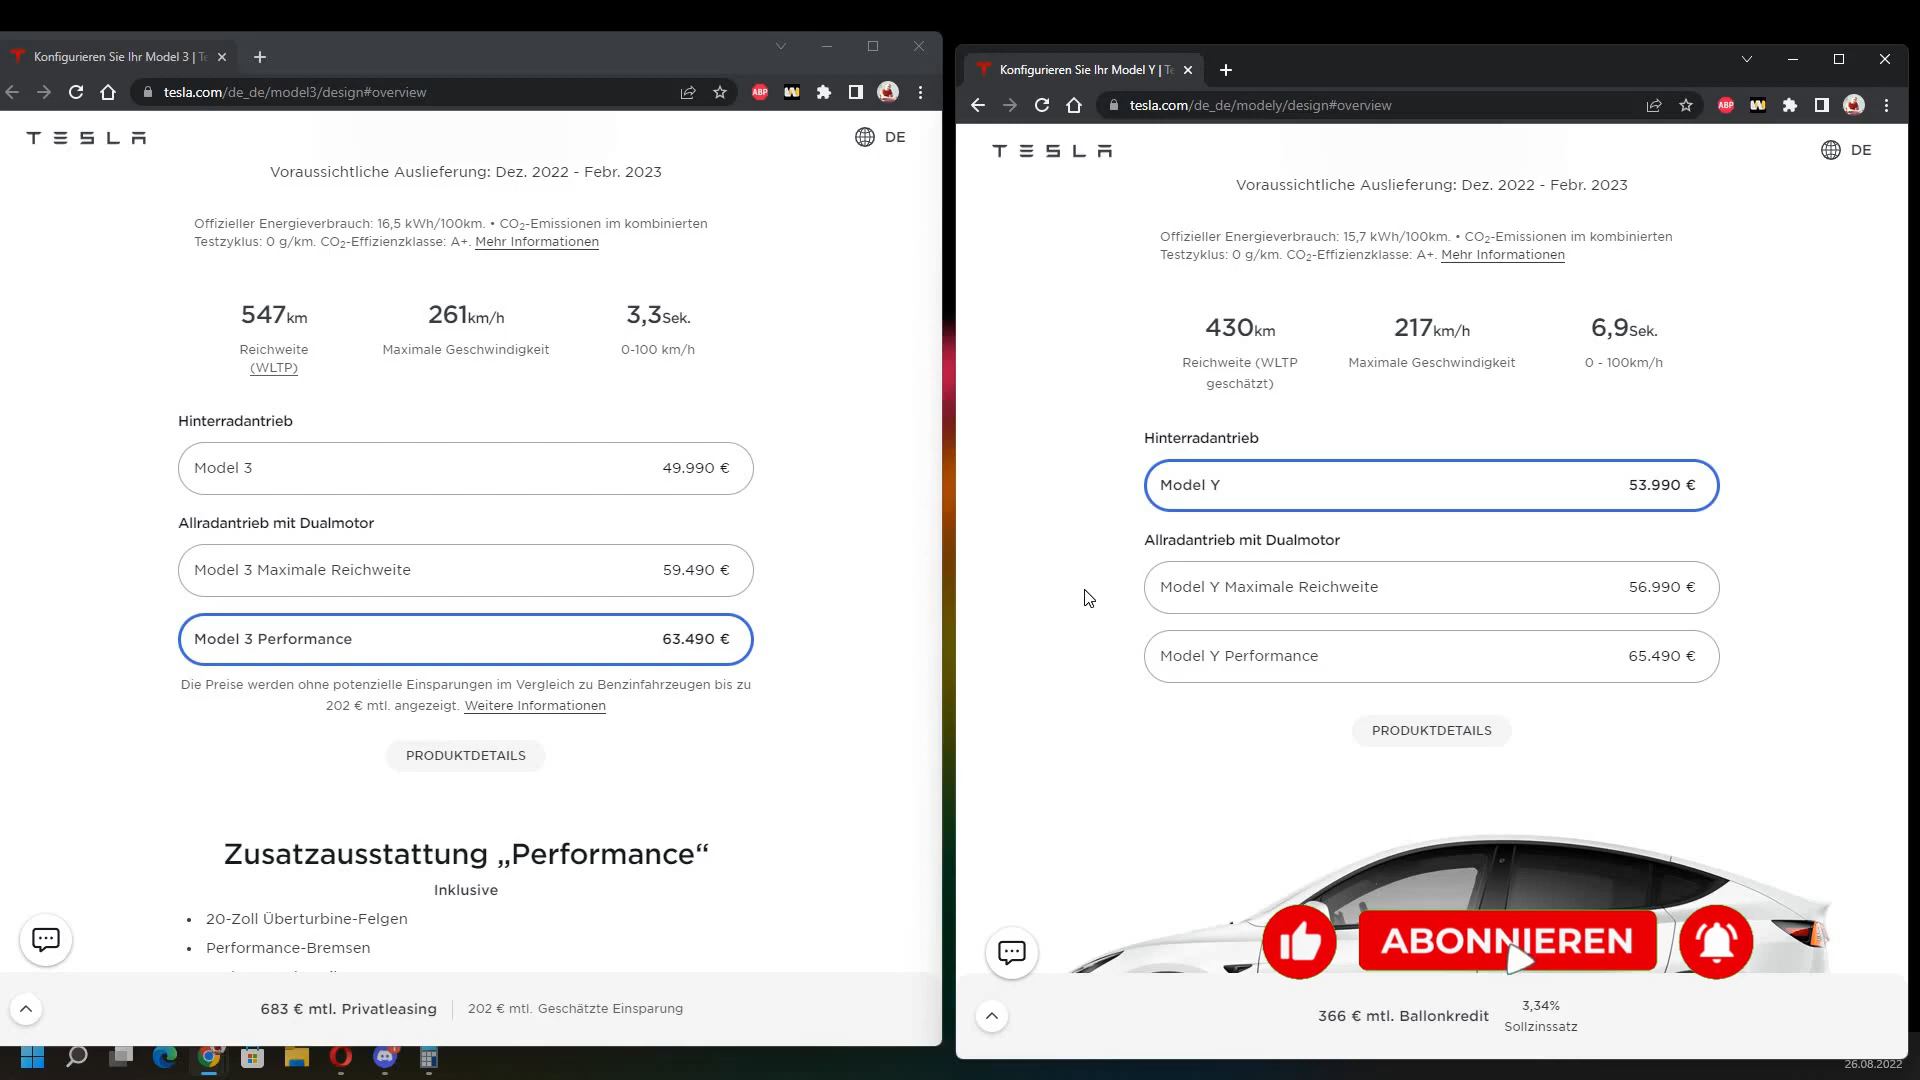 Konfigurieren Sie Ihr Model 3 | Te
tesla.com/de_de/model3/design#overview
ABP
TESLA
DE
Voraussichtliche Auslieferung: Dez. 2022 - Febr. 2023
Offizieller Energieverbrauch: 16,5 kWh/100km. • CO₂-Emissionen im kombinierten
Testzyklus: 0 g/km. CO₂-Effizienzklasse: A+. Mehr Informationen
547km
261km/h
3,3Sek.
Reichweite
(WLTP)
Maximale Geschwindigkeit
0-100 km/h
Hinterradantrieb
Model 3 49.990 €
Allradantrieb mit Dualmotor
Model 3 Maximale Reichweite 59.490 €
Model 3 Performance 63.490 €
Die Preise werden ohne potenzielle Einsparungen im Vergleich zu Benzinfahrzeugen bis zu
202 € mtl. angezeigt. Weitere Informationen
PRODUKTDETAILS
Zusatzausstattung „Performance“
Inklusive
• 20-Zoll Überturbine-Felgen
• Performance-Bremsen
683 € mtl. Privatleasing
202 € mtl. Geschätzte Einsparung
Konfigurieren Sie Ihr Model Y | Te
tesla.com/de_de/modely/design#overview
ABP
TESLA
DE
Voraussichtliche Auslieferung: Dez. 2022 - Febr. 2023
Offizieller Energieverbrauch: 15,7 kWh/100km. • CO₂-Emissionen im kombinierten
Testzyklus: 0 g/km. CO₂-Effizienzklasse: A+. Mehr Informationen
430km
217km/h
6,9Sek.
Reichweite (WLTP
geschätzt)
Maximale Geschwindigkeit
0 - 100km/h
Hinterradantrieb
Model Y 53.990 €
Allradantrieb mit Dualmotor
Model Y Maximale Reichweite 56.990 €
Model Y Performance 65.490 €
PRODUKTDETAILS
ABONNIEREN
366 € mtl. Ballonkredit
3,34%
Sollzinssatz
26.08.2022